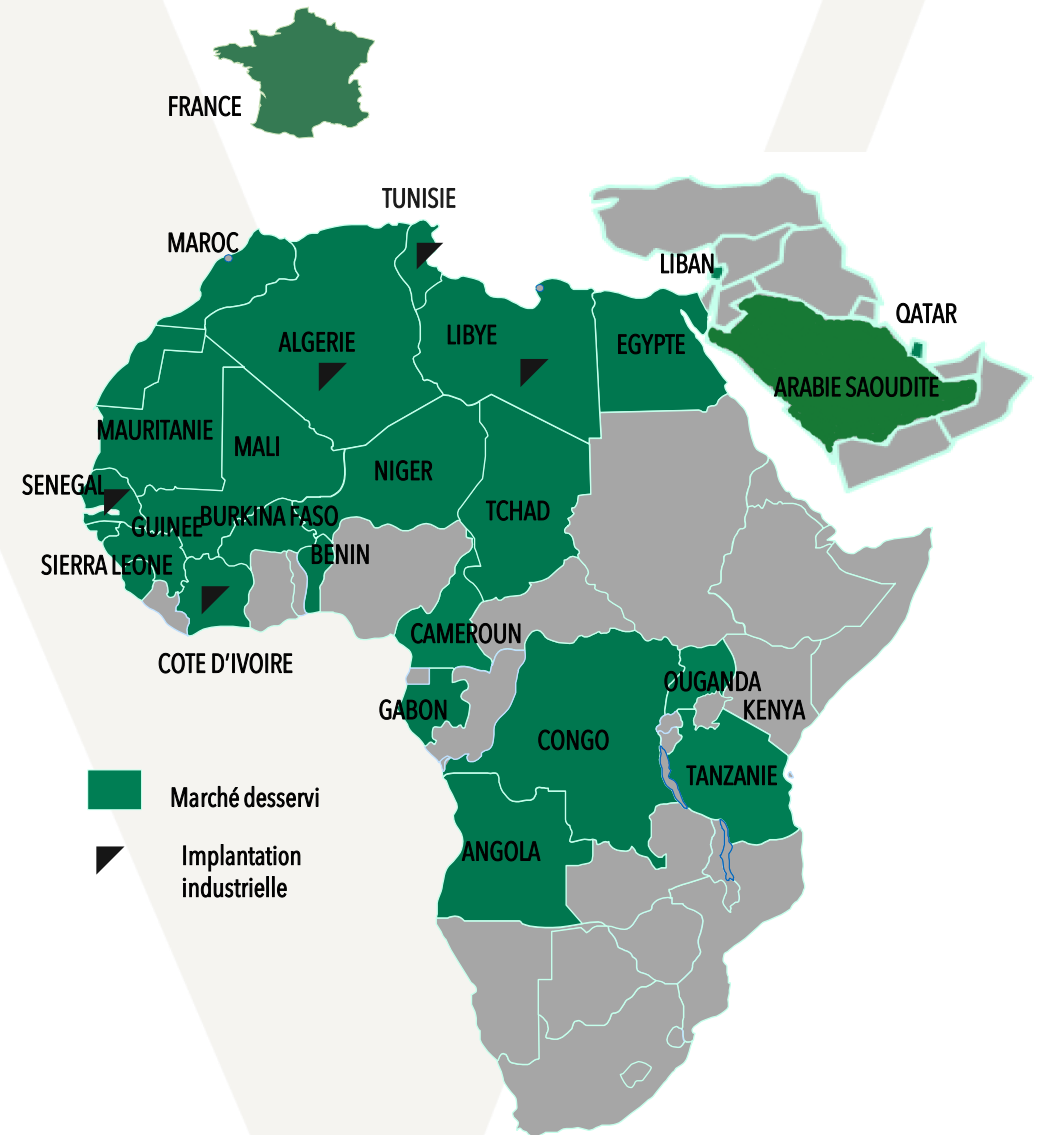 FRANCE
TUNISIE
MAROC
LIBAN
QATAR
ALGERIE
LIBYE
EGYPTE
ARABIE SAOUDITE
MAURITANIE
MALI
NIGER
SENEGAL
TCHAD
BURKINA FASO
GUINEE
BENIN
SIERRA LEONE
CAMEROUN
COTE D'IVOIRE
OUGANDA
GABON
KENYA
CONGO
TANZANIE
Marché desservi
ANGOLA
Implantation
industrielle